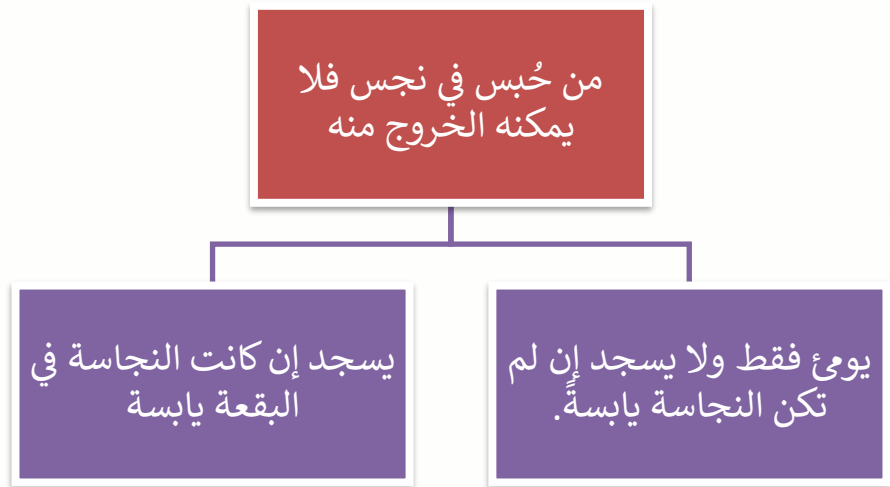 من حُبس في نجس فلا
يمكنه الخروج منه
يومئ فقط ولا يسجد إن لم
تكن النجاسة يابسةً.
يسجد إن كانت النجاسة في
البقعة يابسة